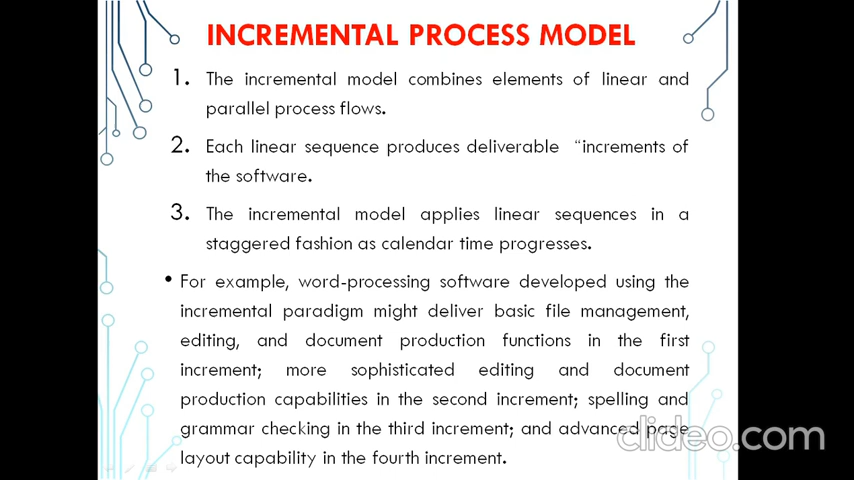 INCREMENTAL PROCESS MODEL
1. The incremental model combines elements of linear and
parallel process flows.
2. Each linear sequence produces deliverable “increments of
the software.
3. The incremental model applies linear sequences in a
staggered fashion as calendar time progresses.
• For example, word-processing software developed using the
incremental paradigm might deliver basic file management,
editing, and document production functions in the first
increment; more sophisticated editing and document
production capabilities in the second increment; spelling and
grammar checking in the third increment; and advanced page
layout capability in the fourth increment.
clideo.com